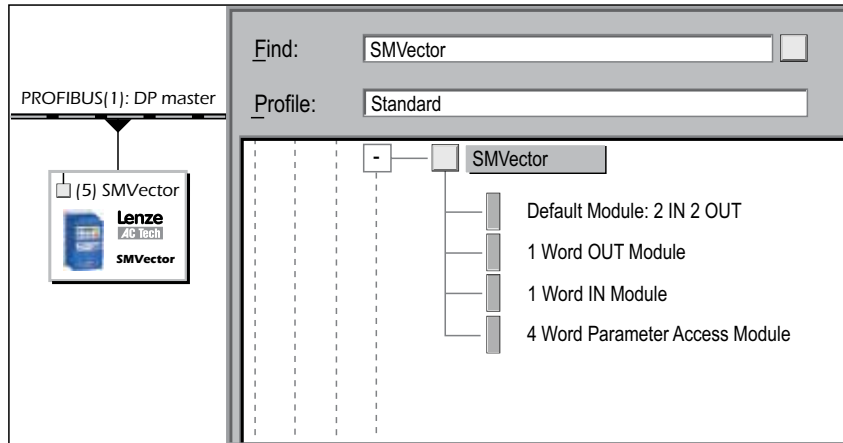 PROFIBUS(1): DP master
(5) SMVector
Lenze
AC Tech
SMVector
Find:
SMVector
Profile:
Standard
-
SMVector
Default Module: 2 IN 2 OUT
1 Word OUT Module
1 Word IN Module
4 Word Parameter Access Module